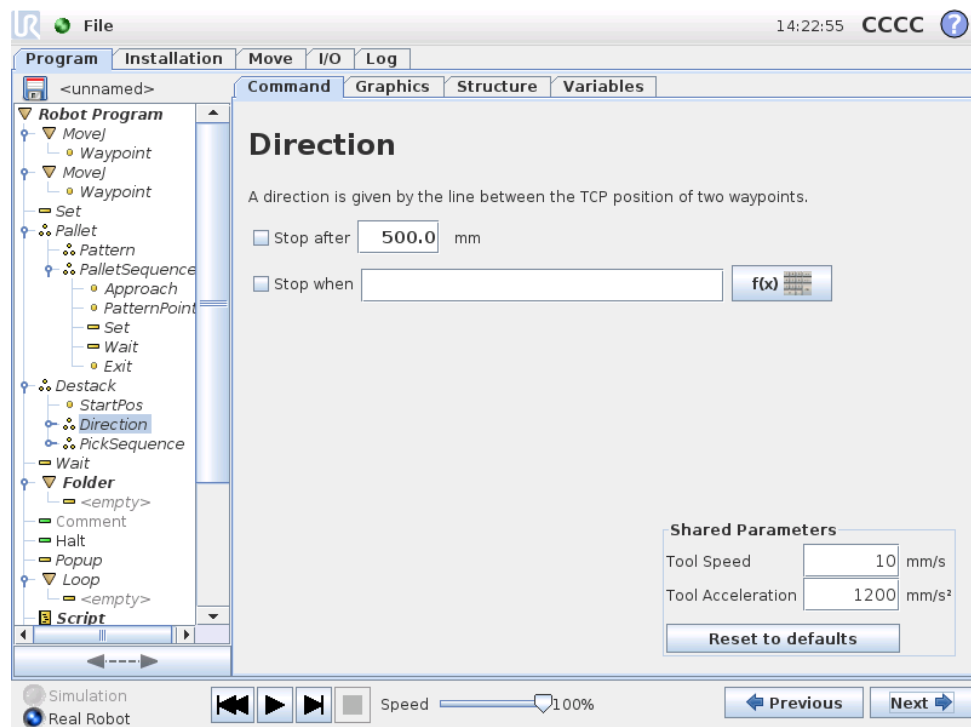 UR File 14:22:55 CCCC ?
Program Installation Move I/O Log
<unnamed>
Command Graphics Structure Variables
Robot Program
MoveJ
Waypoint
MoveJ
Waypoint
Set
Pallet
Pattern
PalletSequence
Approach
PatternPoint
Set
Wait
Exit
Destack
StartPos
Direction
PickSequence
Wait
Folder
<empty>
Comment
Halt
Popup
Loop
<empty>
Script
Direction
A direction is given by the line between the TCP position of two waypoints.
Stop after 500.0 mm
Stop when f(x)
Shared Parameters
Tool Speed 10 mm/s
Tool Acceleration 1200 mm/s²
Reset to defaults
Simulation
Real Robot
Speed 100%
Previous Next